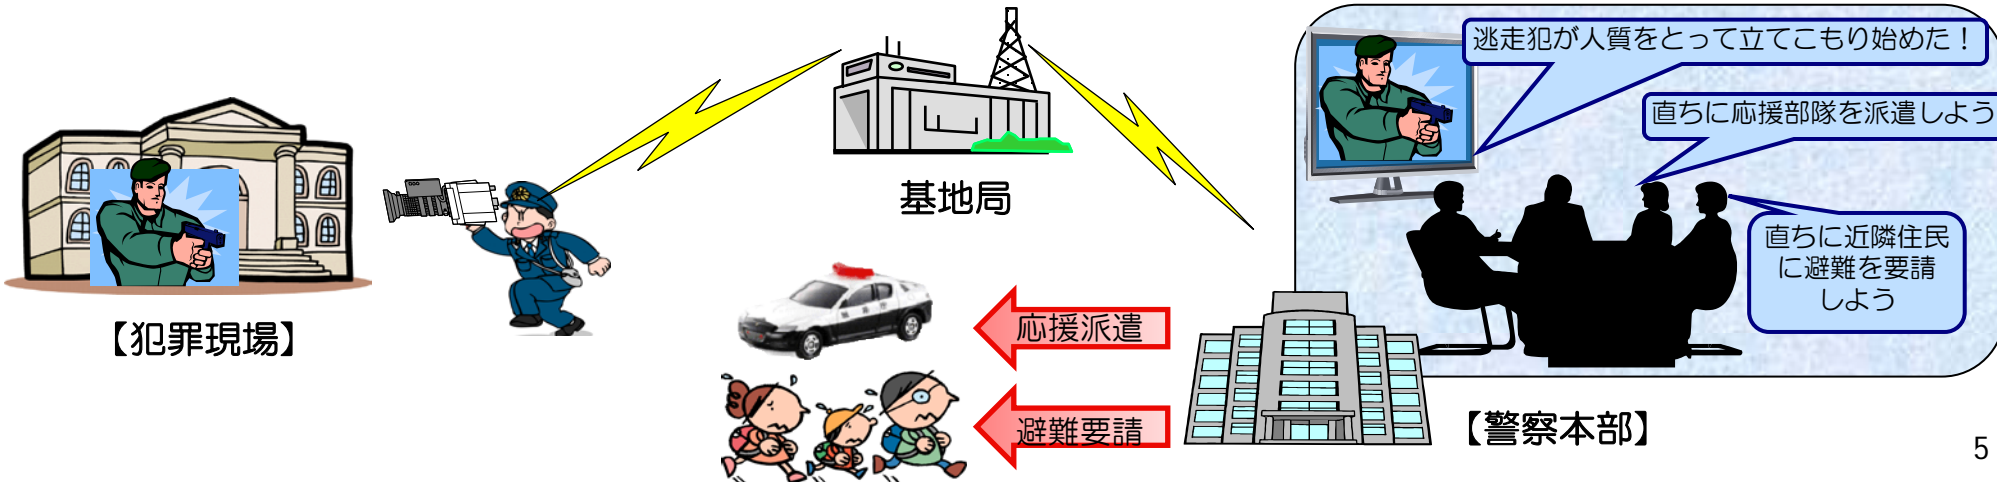 逃走犯が人質をとって立てこもり始めた！
直ちに応援部隊を派遣しよう
直ちに近隣住民
に避難を要請
しよう
基地局
【犯罪現場】
応援派遣
避難要請
【警察本部】
5